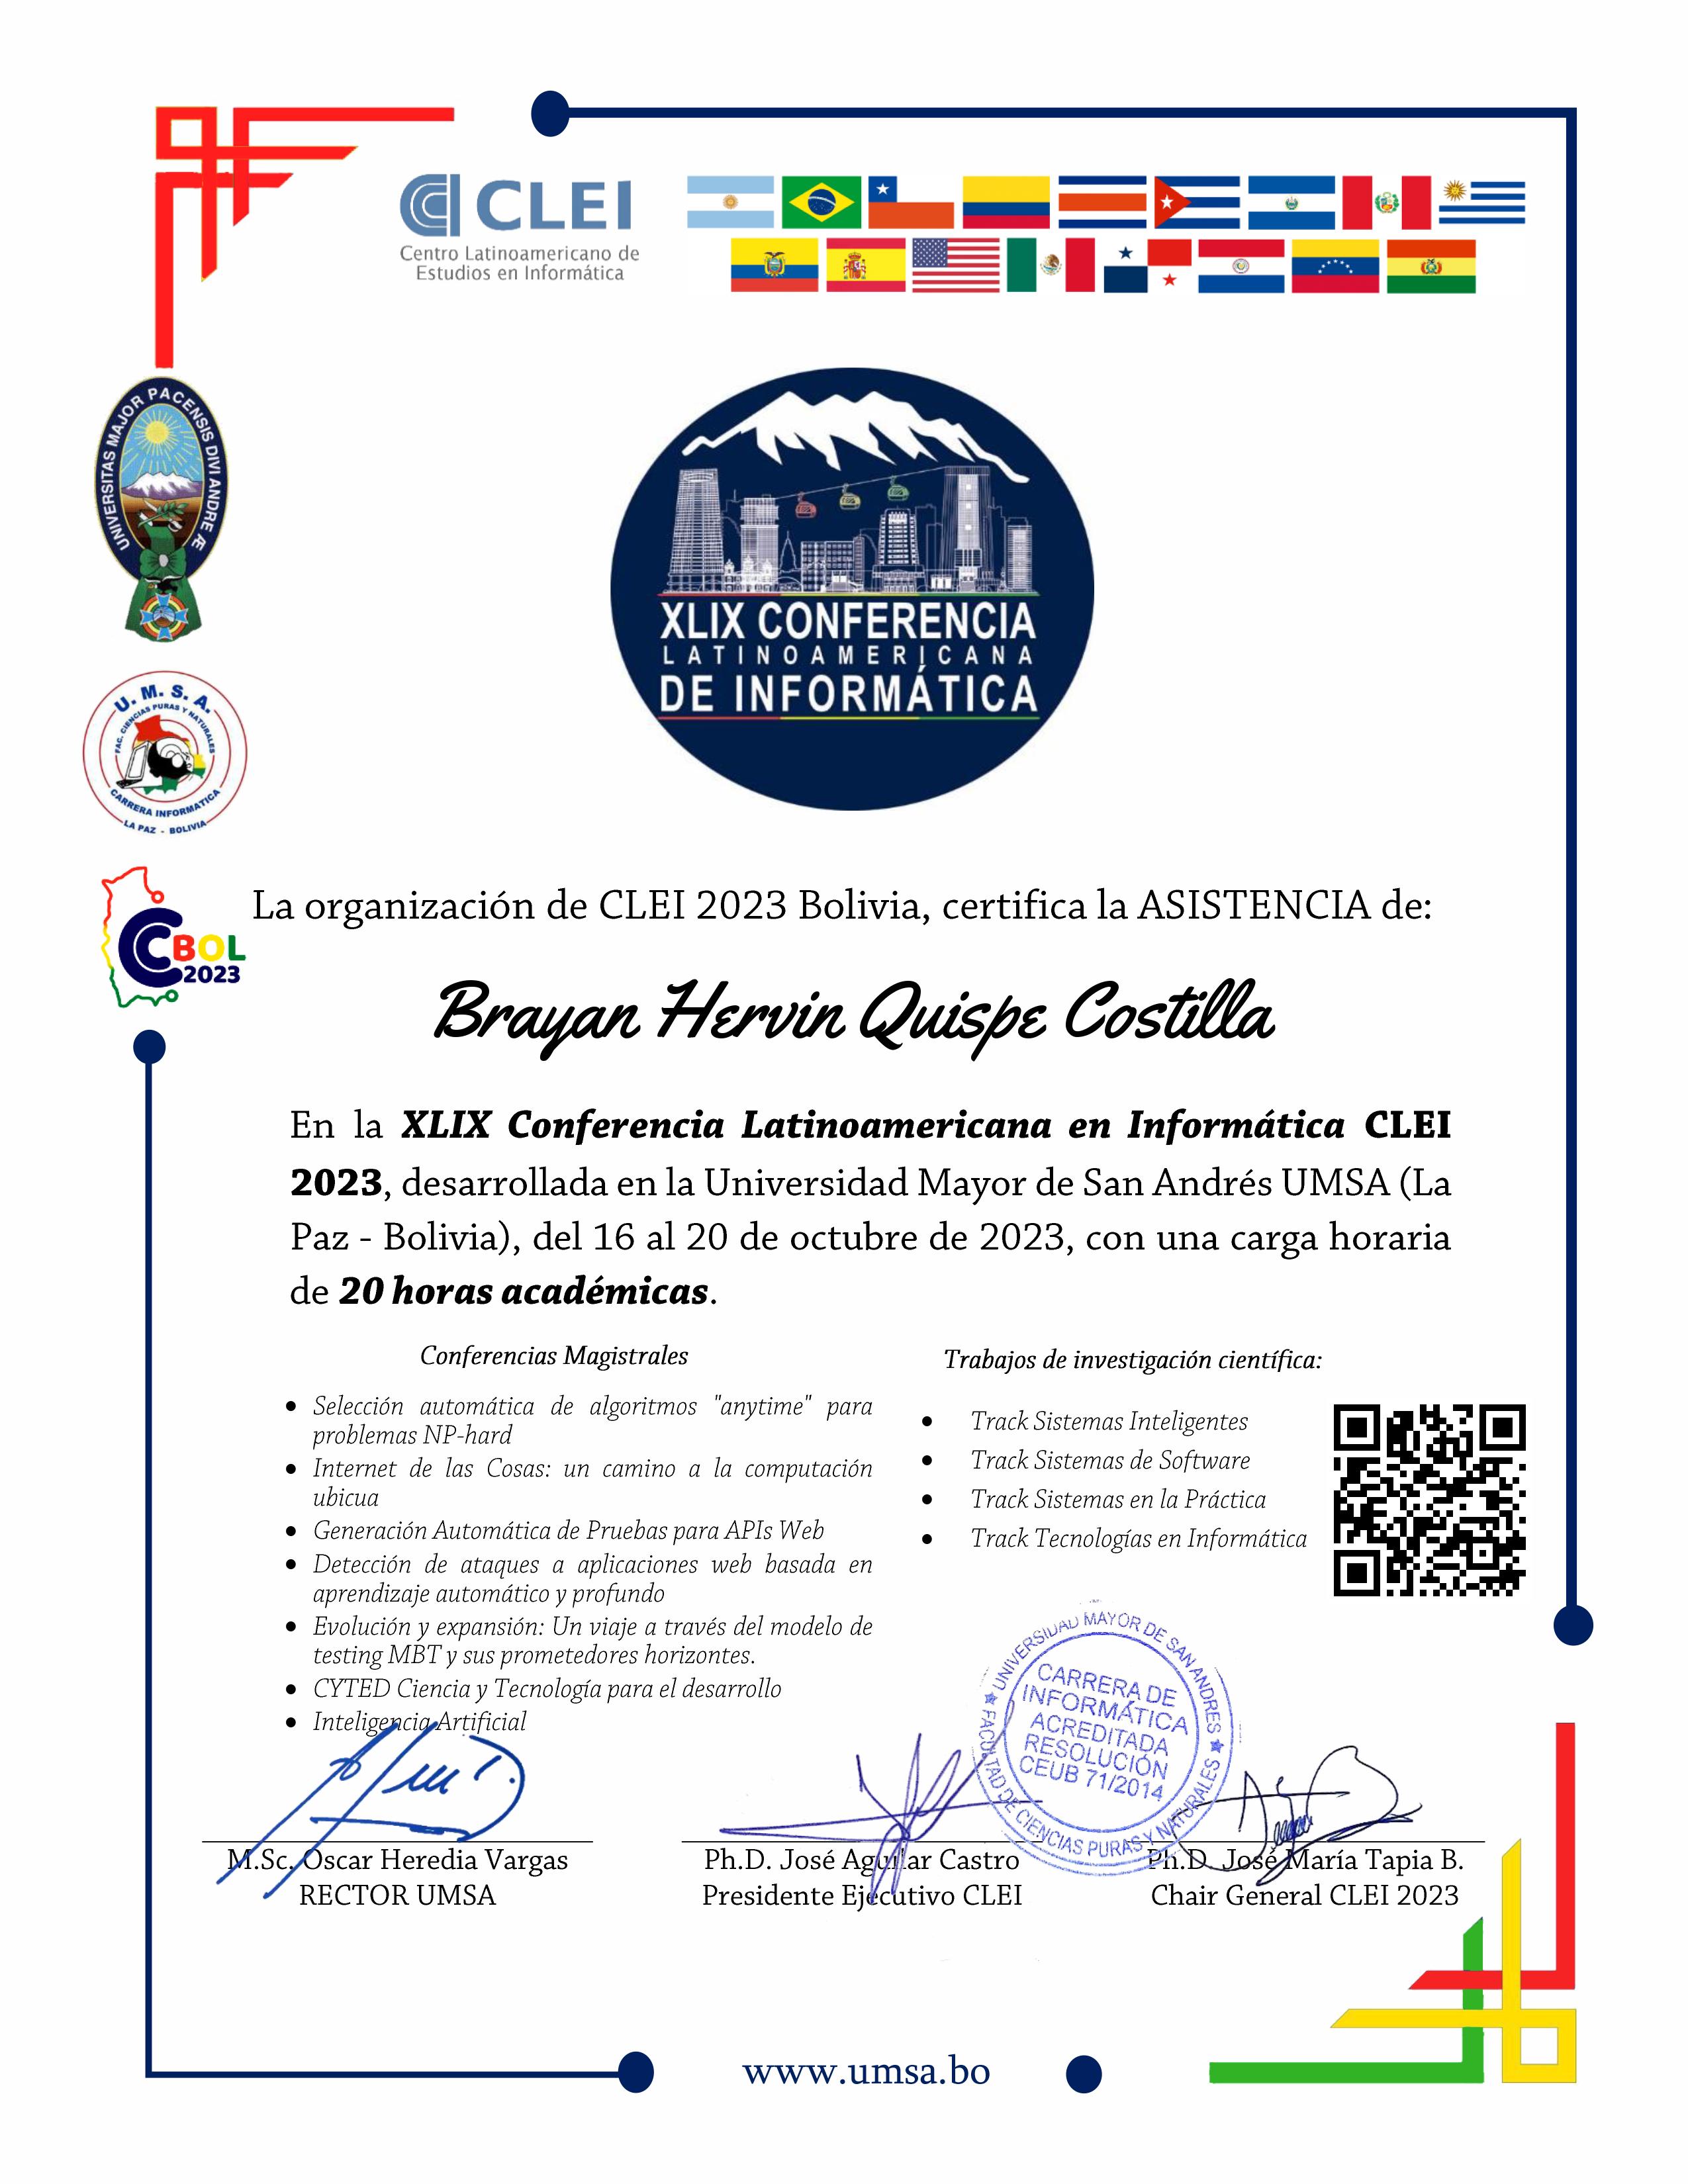 CLEI
Centro Latinoamericano de
Estudios en Informática
UNIVERSITAS MAJOR PACENSIS DIVI ANDRE Æ
XLIX CONFERENCIA
LATINOAMERICANA
DE INFORMÁTICA
U. M. S. A.
FAC. CIENCIAS PURAS Y NATURALES
CARRERA INFORMATICA
LA PAZ - BOLIVIA
C BOL
2023
La organización de CLEI 2023 Bolivia, certifica la ASISTENCIA de:
Brayan Hervin Quispe Costilla
En la XLIX Conferencia Latinoamericana en Informática CLEI
2023, desarrollada en la Universidad Mayor de San Andrés UMSA (La
Paz - Bolivia), del 16 al 20 de octubre de 2023, con una carga horaria
de 20 horas académicas.
Conferencias Magistrales
• Selección automática de algoritmos "anytime" para
problemas NP-hard
• Internet de las Cosas: un camino a la computación
ubicua
• Generación Automática de Pruebas para APIs Web
• Detección de ataques a aplicaciones web basada en
aprendizaje automático y profundo
• Evolución y expansión: Un viaje a través del modelo de
testing MBT y sus prometedores horizontes.
• CYTED Ciencia y Tecnología para el desarrollo
• Inteligencia Artificial
Trabajos de investigación científica:
• Track Sistemas Inteligentes
• Track Sistemas de Software
• Track Sistemas en la Práctica
• Track Tecnologías en Informática
UNIVERSIDAD MAYOR DE SAN ANDRES
FACULTAD DE CIENCIAS PURAS Y NATURALES
CARRERA DE
INFORMÁTICA
ACREDITADA
RESOLUCIÓN
CEUB 71/2014
M.Sc. Oscar Heredia Vargas
RECTOR UMSA
Ph.D. José Aguilar Castro
Presidente Ejecutivo CLEI
Ph.D. José María Tapia B.
Chair General CLEI 2023
www.umsa.bo